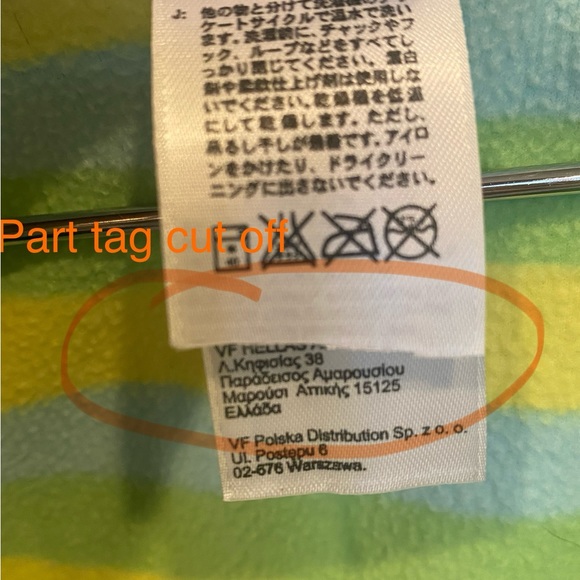 J: 他の物と分けて洗濯機のデリ
ケートサイクルで温水で洗い
ます。洗濯前に、チャックやフ
ック、ループなどをすべてし
っかり閉じてください。漂白
剤や柔軟仕上げ剤は使用しな
いでください。乾燥機を低温
にして乾燥します。ただし、
吊るし干しが最善です。アイロ
ンをかけたり、ドライクリー
ニングに出さないでください。
Part tag cut off
VF HELLAS
Λ.Κηφισίας 38
Παράδεισος Αμαρουσίου
Μαρούσι Αττικής 15125
Ελλάδα
VF Polska Distribution Sp. z o. o.
Ul. Postępu 6
02-676 Warszawa.